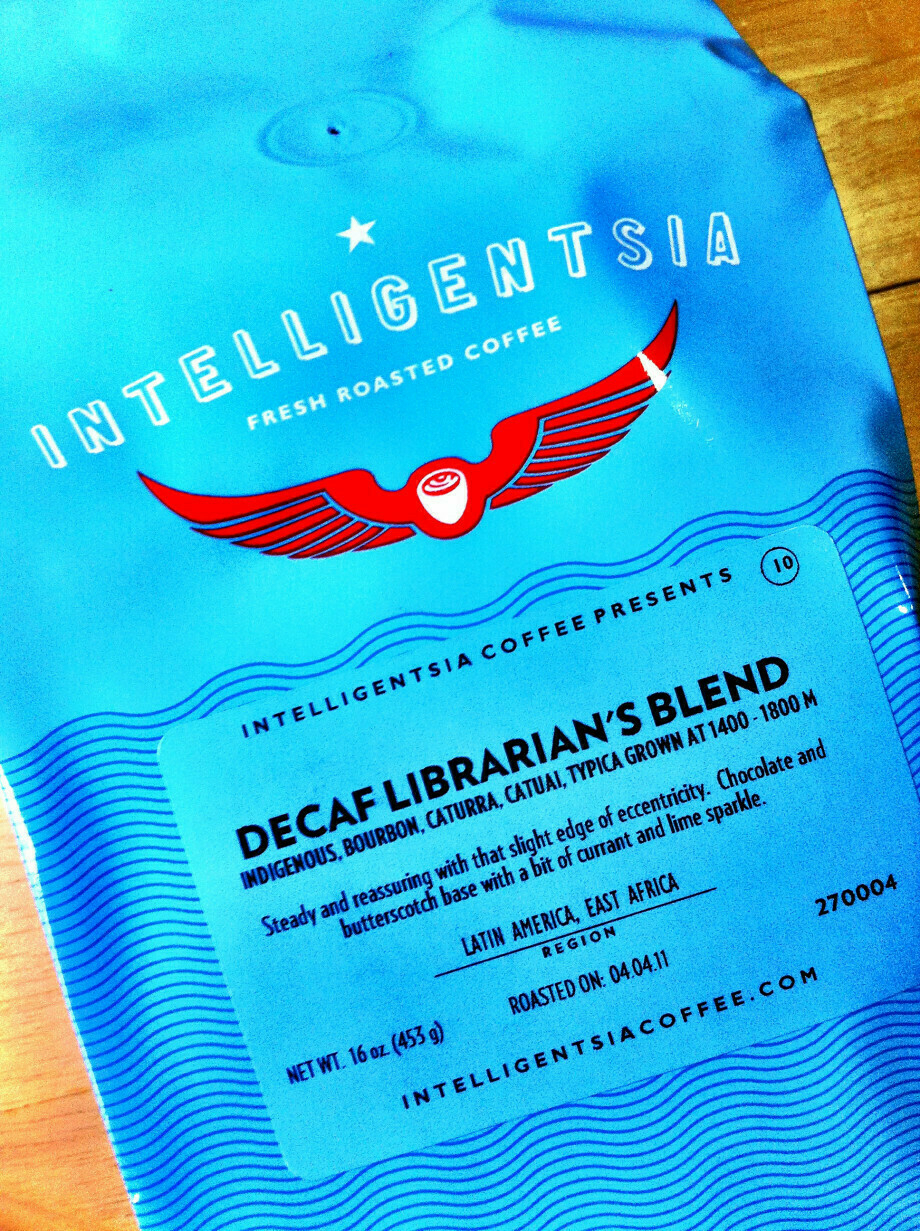 INTELLIGENTSIA
FRESH ROASTED COFFEE
INTELLIGENTSIA COFFEE PRESENTS 10
DECAF LIBRARIAN'S BLEND
INDIGENOUS, BOURBON, CATURRA, CATUAI, TYPICA GROWN AT 1400 - 1800 M
Steady and reassuring with that slight edge of eccentricity. Chocolate and
butterscotch base with a bit of currant and lime sparkle.
LATIN AMERICA, EAST AFRICA
REGION
270004
ROASTED ON: 04.04.11
NET WT. 16 oz. (453 g)
INTELLIGENTSIACOFFEE.COM